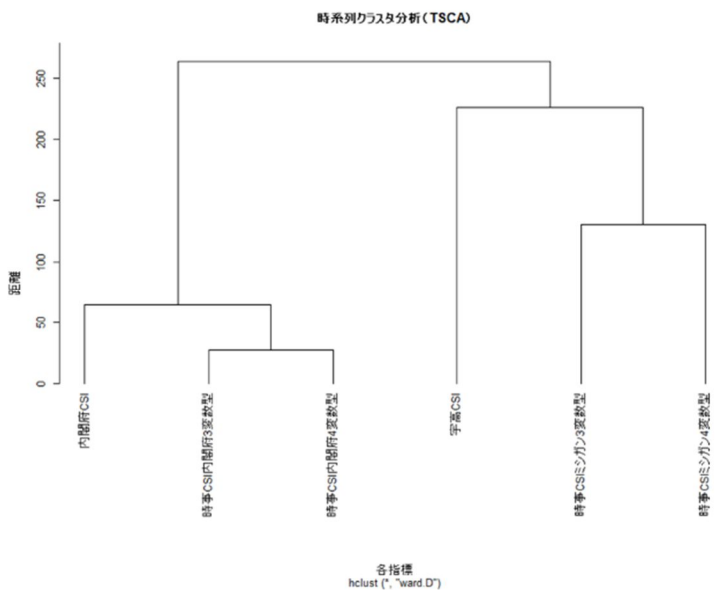 時系列クラスタ分析(TSCA)
距離
250
200
150
100
50
0
内閣府CSI
時事CSI内閣府3変数型
時事CSI内閣府4変数型
宇高CSI
時事CSIミシガン3変数型
時事CSIミシガン4変数型
各指標
hclust (*, "ward.D")